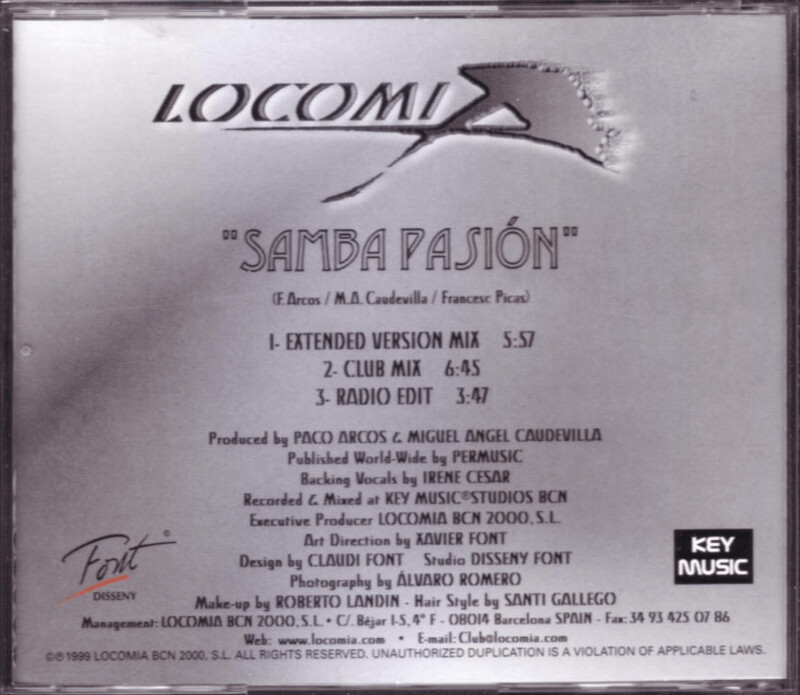 LOCOMIA
"SAMBA PASIÓN"
(F. Arcos / M.A. Caudevilla / Francesc Picas)
1- EXTENDED VERSION MIX 5:57
2- CLUB MIX 6:45
3- RADIO EDIT 3:47
Produced by PACO ARCOS & MIGUEL ANGEL CAUDEVILLA
Published World-Wide by PERMUSIC
Backing Vocals by IRENE CESAR
Recorded & Mixed at KEY MUSIC® STUDIOS BCN
Executive Producer LOCOMIA BCN 2000, S.L.
Art Direction by XAVIER FONT
Design by CLAUDI FONT Studio DISSENY FONT
Photography by ÁLVARO ROMERO
Make-up by ROBERTO LANDIN - Hair Style by SANTI GALLEGO
Font ©
DISSENY
KEY
MUSIC
Management: LOCOMIA BCN 2000, S.L. • C/. Béjar 1-5, 4° F - 08014 Barcelona SPAIN - Fax: 34 93 425 07 86
Web: www.locomia.com • E-mail: Club@locomia.com
©℗ 1999 LOCOMIA BCN 2000, S.L. ALL RIGHTS RESERVED. UNAUTHORIZED DUPLICATION IS A VIOLATION OF APPLICABLE LAWS.